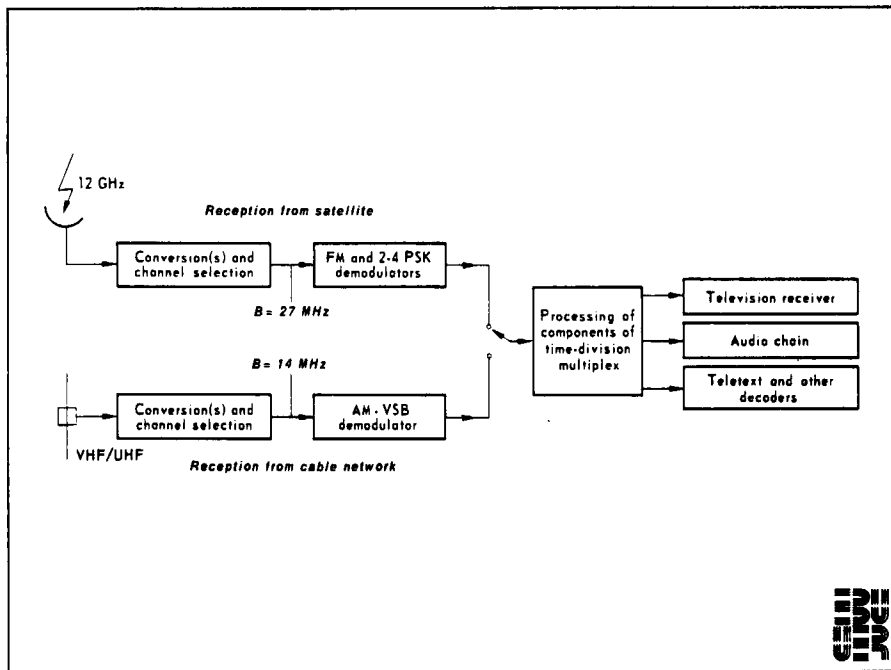 12 GHz
Reception from satellite
Conversion(s) and
channel selection
FM and 2-4 PSK
demodulators
B= 27 MHz
Processing of
components of
time-division
multiplex
Television receiver
Audio chain
Teletext and other
decoders
B= 14 MHz
Conversion(s) and
channel selection
AM-VSB
demodulator
VHF/UHF
Reception from cable network